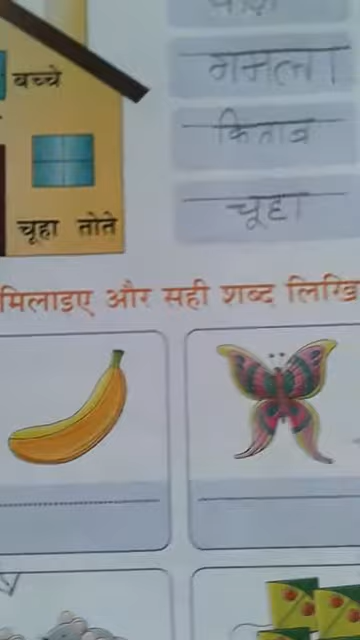 बच्चे
गमला
किताब
चूहा
चूहा तोते
मिलाइए और सही शब्द लिखि